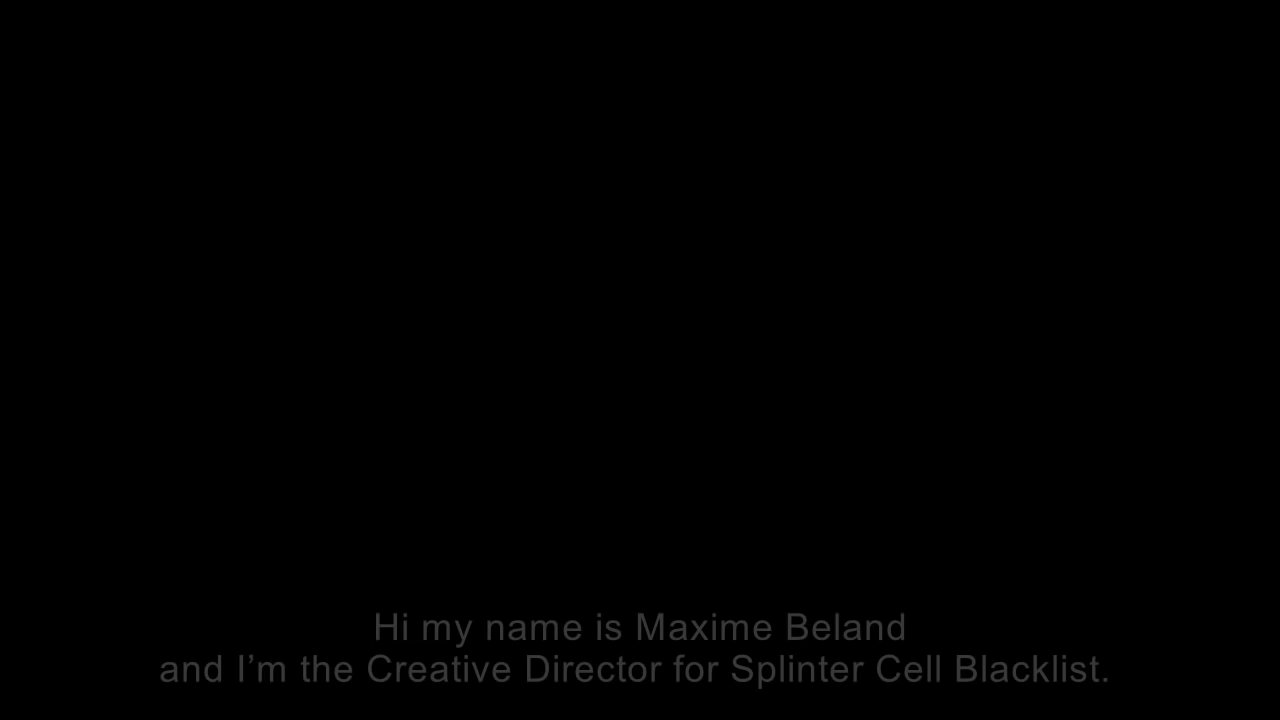 Hi my name is Maxime Beland
and I’m the Creative Director for Splinter Cell Blacklist.